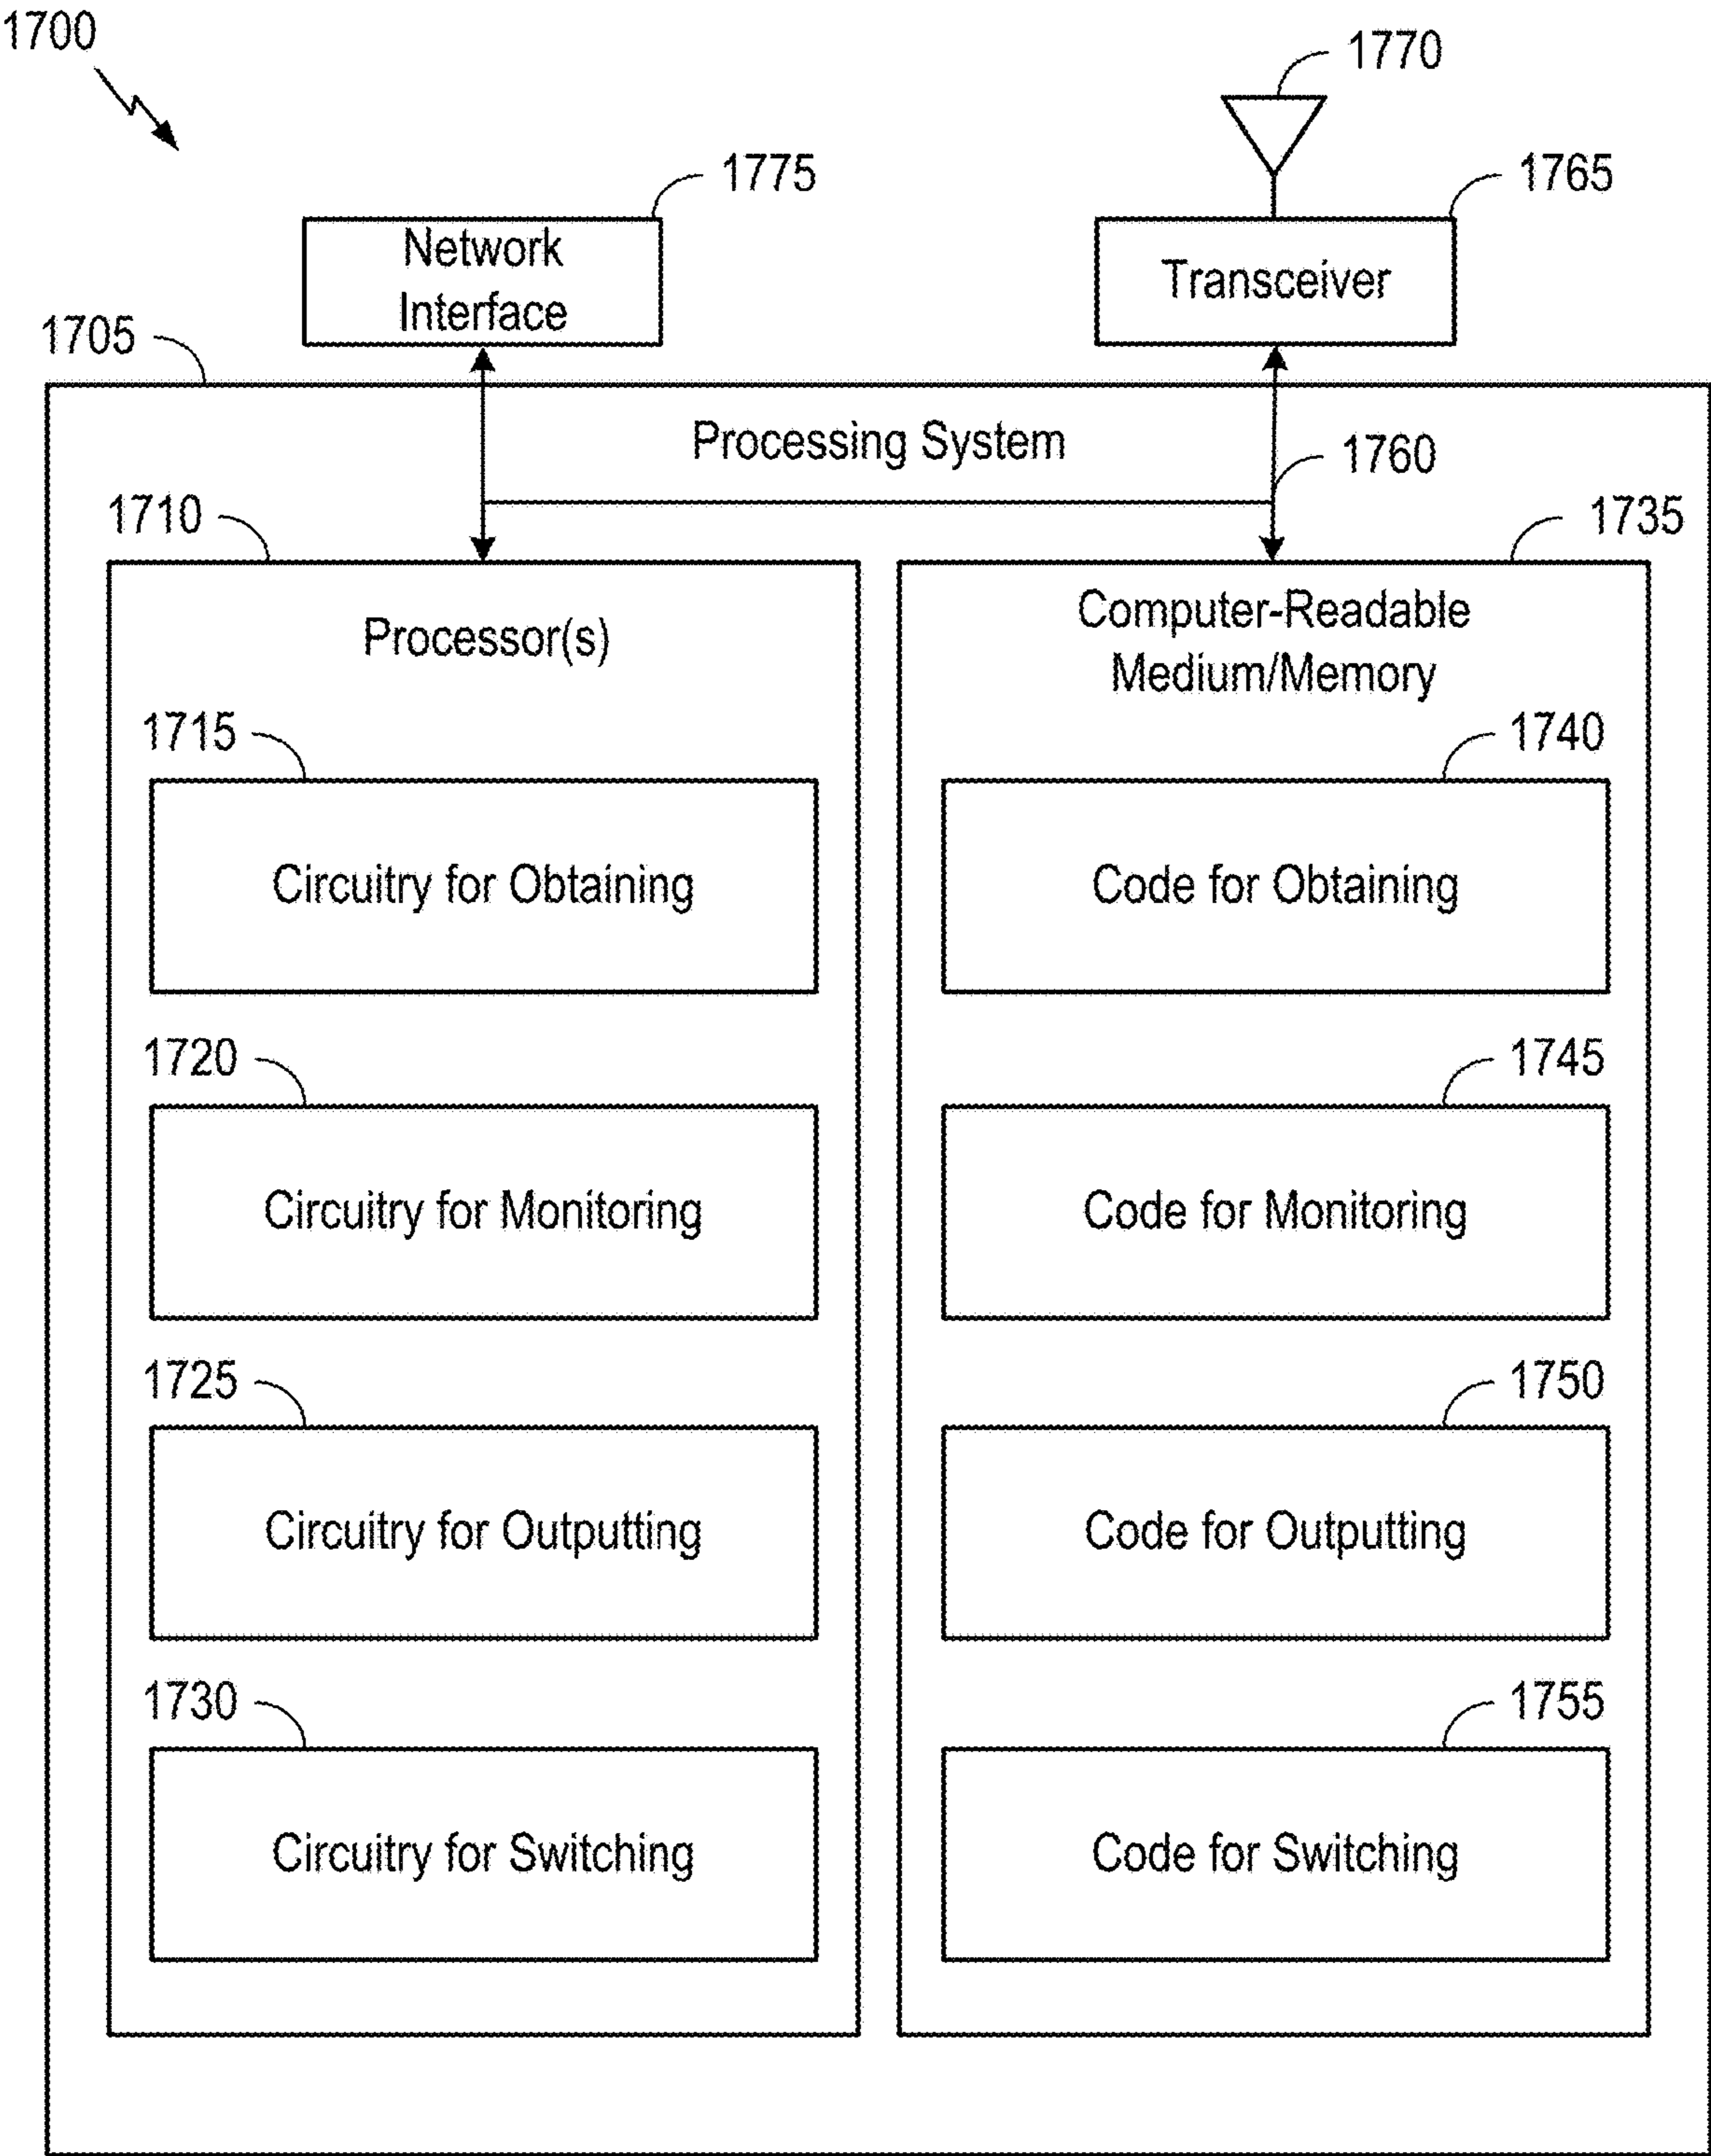 1700
1770
1775
1765
Network
Interface
Transceiver
1705
Processing System
1760
1710
1735
Processor(s)
Computer-Readable
Medium/Memory
1715
1740
Circuitry for Obtaining
Code for Obtaining
1720
1745
Circuitry for Monitoring
Code for Monitoring
1725
1750
Circuitry for Outputting
Code for Outputting
1730
1755
Circuitry for Switching
Code for Switching